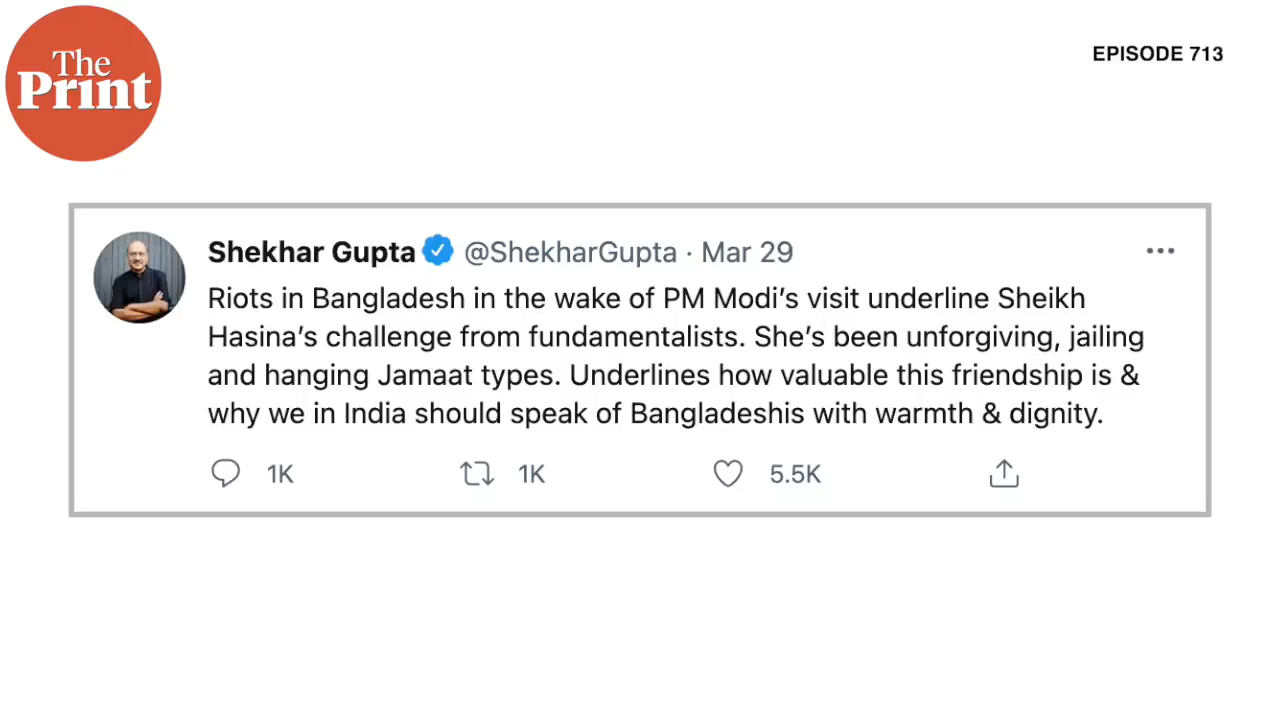 The
Print
EPISODE 713
Shekhar Gupta @ShekharGupta · Mar 29
Riots in Bangladesh in the wake of PM Modi’s visit underline Sheikh
Hasina’s challenge from fundamentalists. She’s been unforgiving, jailing
and hanging Jamaat types. Underlines how valuable this friendship is &
why we in India should speak of Bangladeshis with warmth & dignity.
1K 1K 5.5K